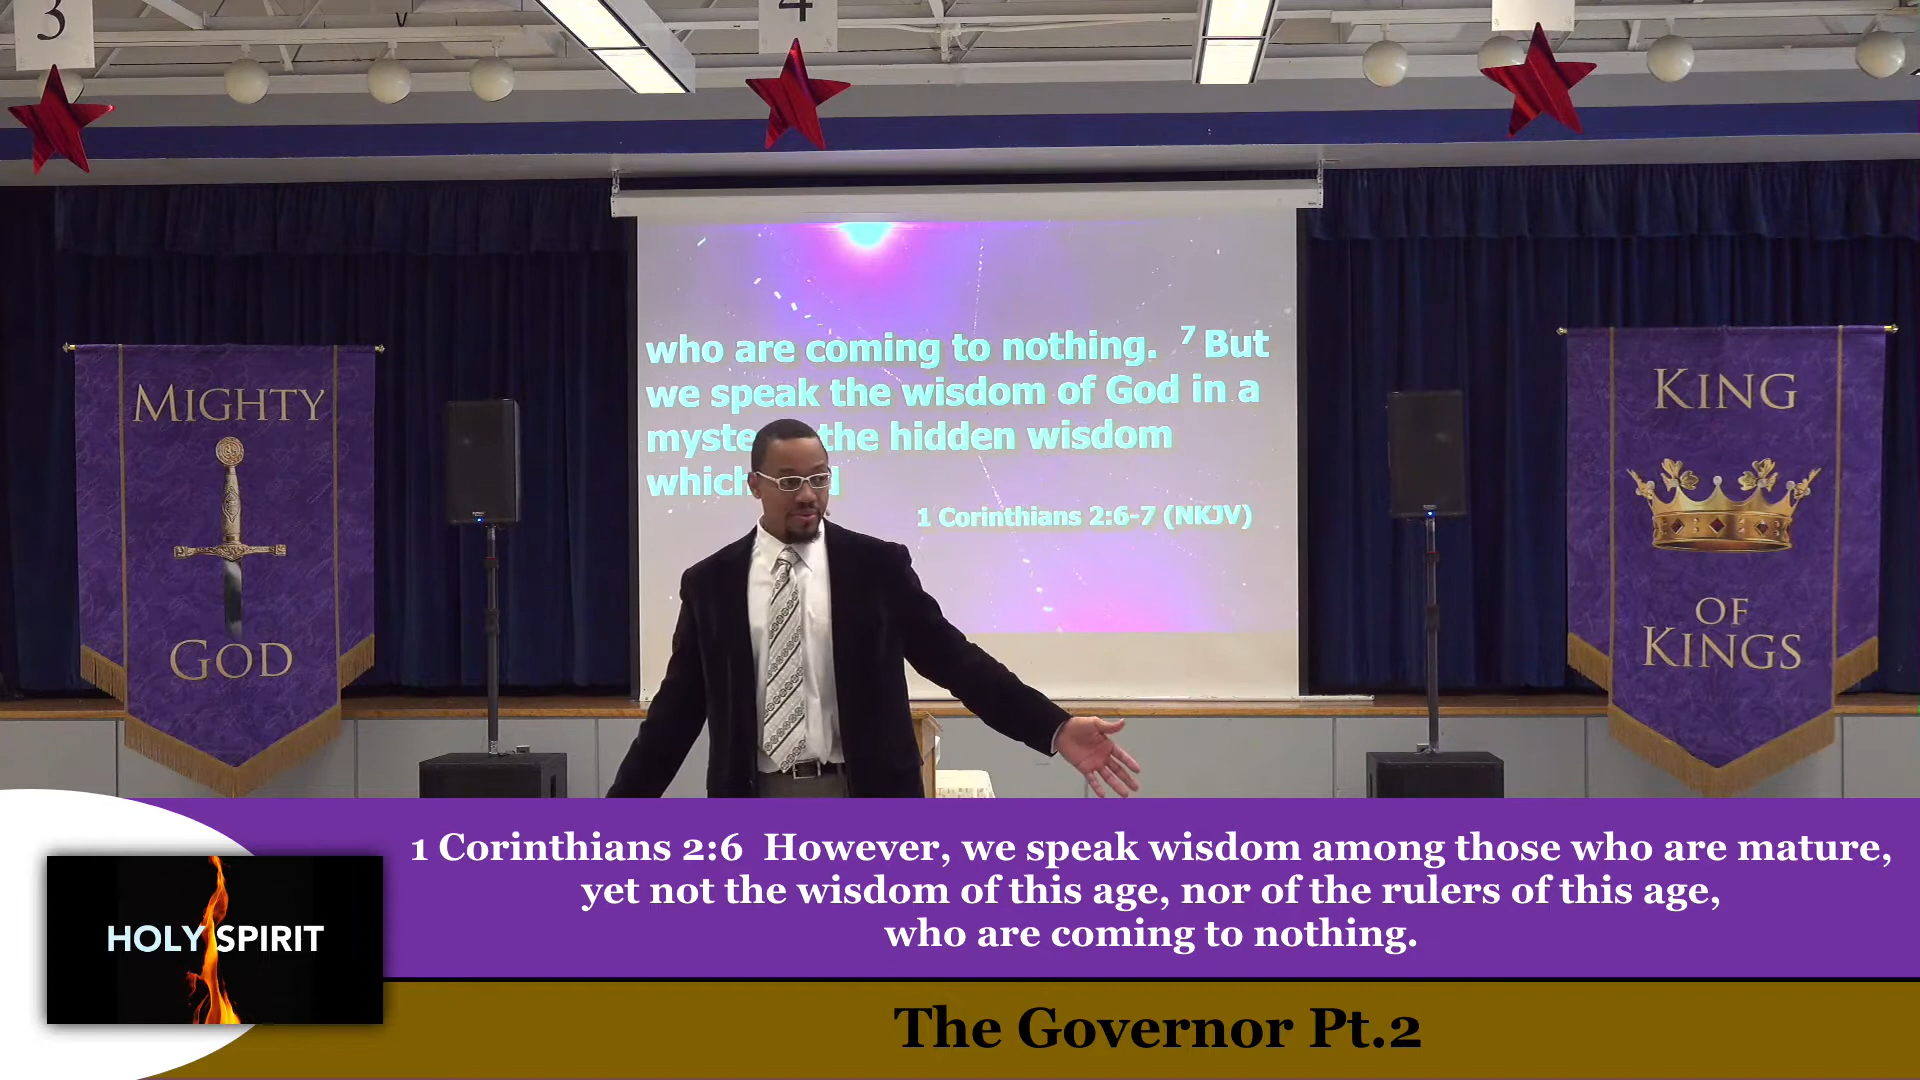 3
4
who are coming to nothing. 7 But
we speak the wisdom of God in a
the hidden wisdom
1 Corinthians 2:6-7 (NKJV)
MIGHTY
GOD
KING
OF
KINGS
1 Corinthians 2:6 However, we speak wisdom among those who are mature,
yet not the wisdom of this age, nor of the rulers of this age,
who are coming to nothing.
HOLY SPIRIT
The Governor Pt.2